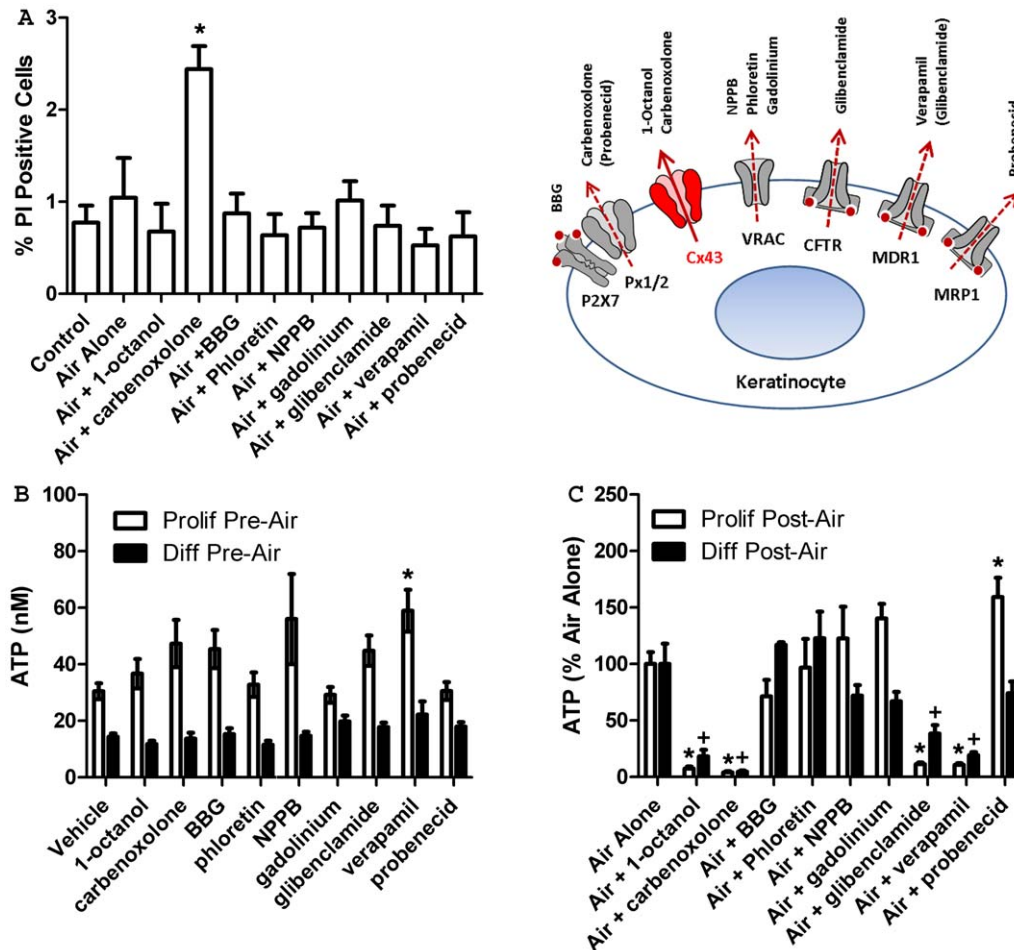 A
3
2
1
0
% PI Positive Cells
*
Control
Air Alone
Air + 1-octanol
Air + carbenoxolone
Air +BBG
Air + Phloretin
Air + NPPB
Air + gadolinium
Air + glibenclamide
Air + verapamil
Air + probenecid
BBG
Carbenoxolone
(Probenecid)
1-Octanol
Carbenoxolone
NPPB
Phloretin
Gadolinium
Glibenclamide
Verapamil
(Glibenclamide)
Probenecid
P2X7
Px1/2
Cx43
VRAC
CFTR
MDR1
MRP1
Keratinocyte
B
100
80
60
40
20
0
ATP (nM)
Prolif Pre-Air
Diff Pre-Air
*
Vehicle
1-octanol
carbenoxolone
BBG
phloretin
NPPB
gadolinium
glibenclamide
verapamil
probenecid
C
250
200
150
100
50
0
ATP (% Air Alone)
Prolif Post-Air
Diff Post-Air
* + * + * + * + *
Air Alone
Air + 1-octanol
Air + carbenoxolone
Air + BBG
Air + Phloretin
Air + NPPB
Air + gadolinium
Air + glibenclamide
Air + verapamil
Air + probenecid